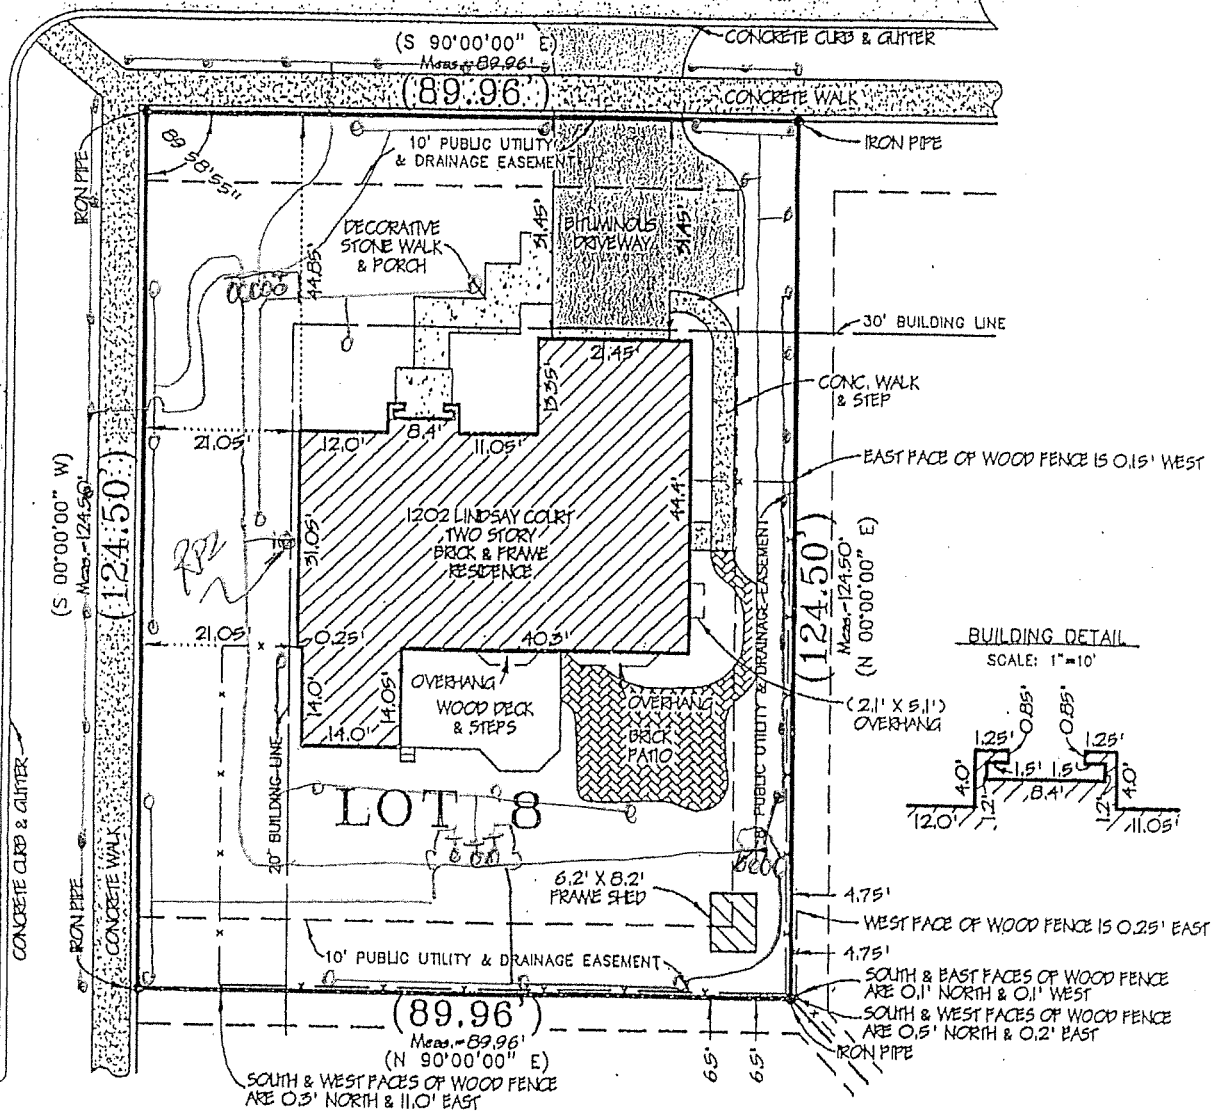 (S 90°00'00" E)
Meas.=89.96'
(89.96')
CONCRETE CURB & GUTTER
CONCRETE WALK
IRON PIPE
IRON PIPE
89°58'55"
10' PUBLIC UTILITY
& DRAINAGE EASEMENT
DECORATIVE
STONE WALK
& PORCH
31.45'
BITUMINOUS
DRIVEWAY
31.45'
44.85'
30' BUILDING LINE
21.45'
13.35'
CONC. WALK
& STEP
21.05'
12.0'
8.4'
11.05'
EAST FACE OF WOOD FENCE IS 0.15' WEST
(S 00°00'00" W)
Meas.=124.50'
(124.50')
RPZ
31.05'
1202 LINDSAY COURT
TWO STORY
BRICK & FRAME
RESIDENCE
44.4'
8' PUBLIC UTILITY & DRAINAGE EASEMENT
(124.50')
Meas.=124.50'
(N 00°00'00" E)
21.05'
0.25'
40.3'
BUILDING DETAIL
SCALE: 1"=10'
OVERHANG
WOOD DECK
& STEPS
14.0'
14.05'
14.0'
OVERHANG
BRICK
PATIO
(2.1' X 5.1')
OVERHANG
0.85'
0.85'
1.25'
1.25'
4.0'
1.5'
1.5'
4.0'
8.4'
1.2'
1.2'
12.0'
11.05'
20' BUILDING LINE
LOT 8
CONCRETE CURB & GUTTER
CONCRETE WALK
IRON PIPE
6.2' X 8.2'
FRAME SHED
4.75'
WEST FACE OF WOOD FENCE IS 0.25' EAST
4.75'
10' PUBLIC UTILITY & DRAINAGE EASEMENT
SOUTH & EAST FACES OF WOOD FENCE
ARE 0.1' NORTH & 0.1' WEST
SOUTH & WEST FACES OF WOOD FENCE
ARE 0.5' NORTH & 0.2' EAST
IRON PIPE
(89.96')
Meas.=89.96'
(N 90°00'00" E)
6.5'
6.5'
SOUTH & WEST FACES OF WOOD FENCE
ARE 0.3' NORTH & 11.0' EAST